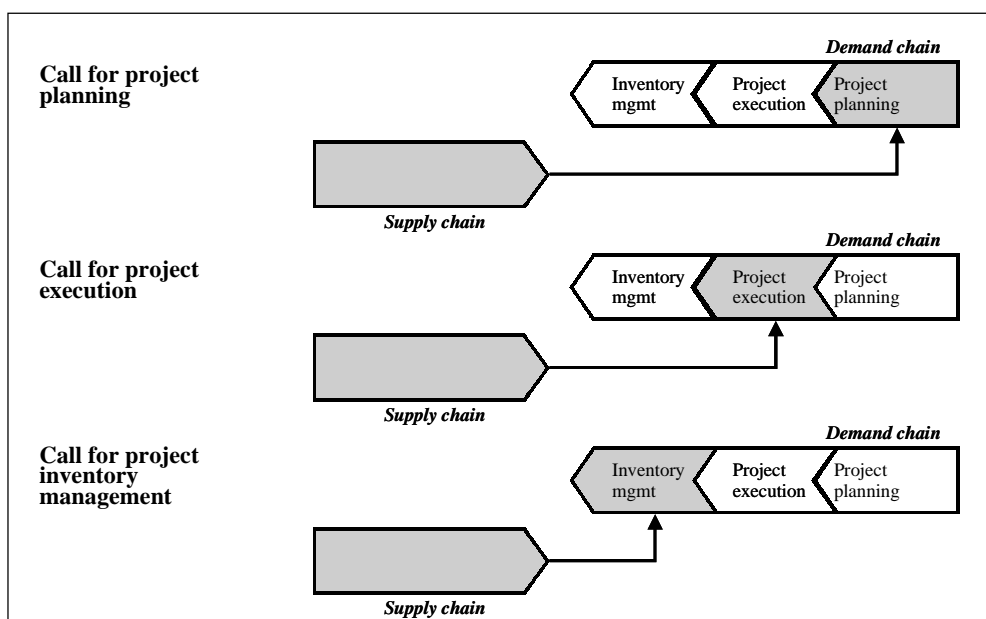 Demand chain
Call for project
planning
Inventory
mgmt
Project
execution
Project
planning
Supply chain
Demand chain
Call for project
execution
Inventory
mgmt
Project
execution
Project
planning
Supply chain
Demand chain
Call for project
inventory
management
Inventory
mgmt
Project
execution
Project
planning
Supply chain